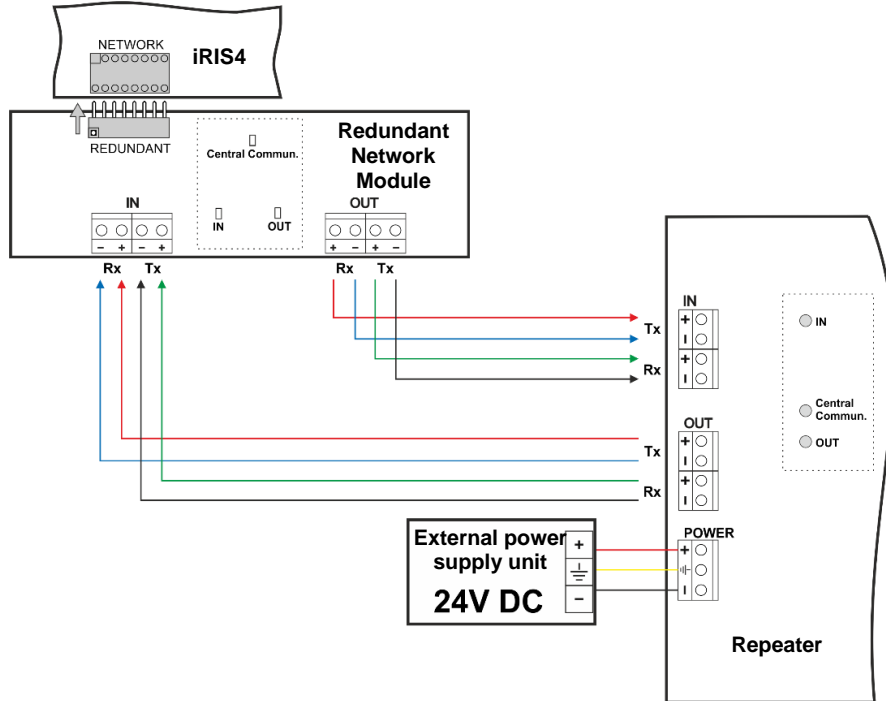 NETWORK
iRIS4
REDUNDANT
Central Commun.
IN
OUT
Redundant
Network
Module
IN
OUT
– + – +
+ – + –
Rx Tx
Rx Tx
IN
Tx
+
–
Rx
+
–
IN
Central
Commun.
OUT
OUT
Tx
+
–
Rx
+
–
POWER
+
–
External power
supply unit
24V DC
+
–
Repeater